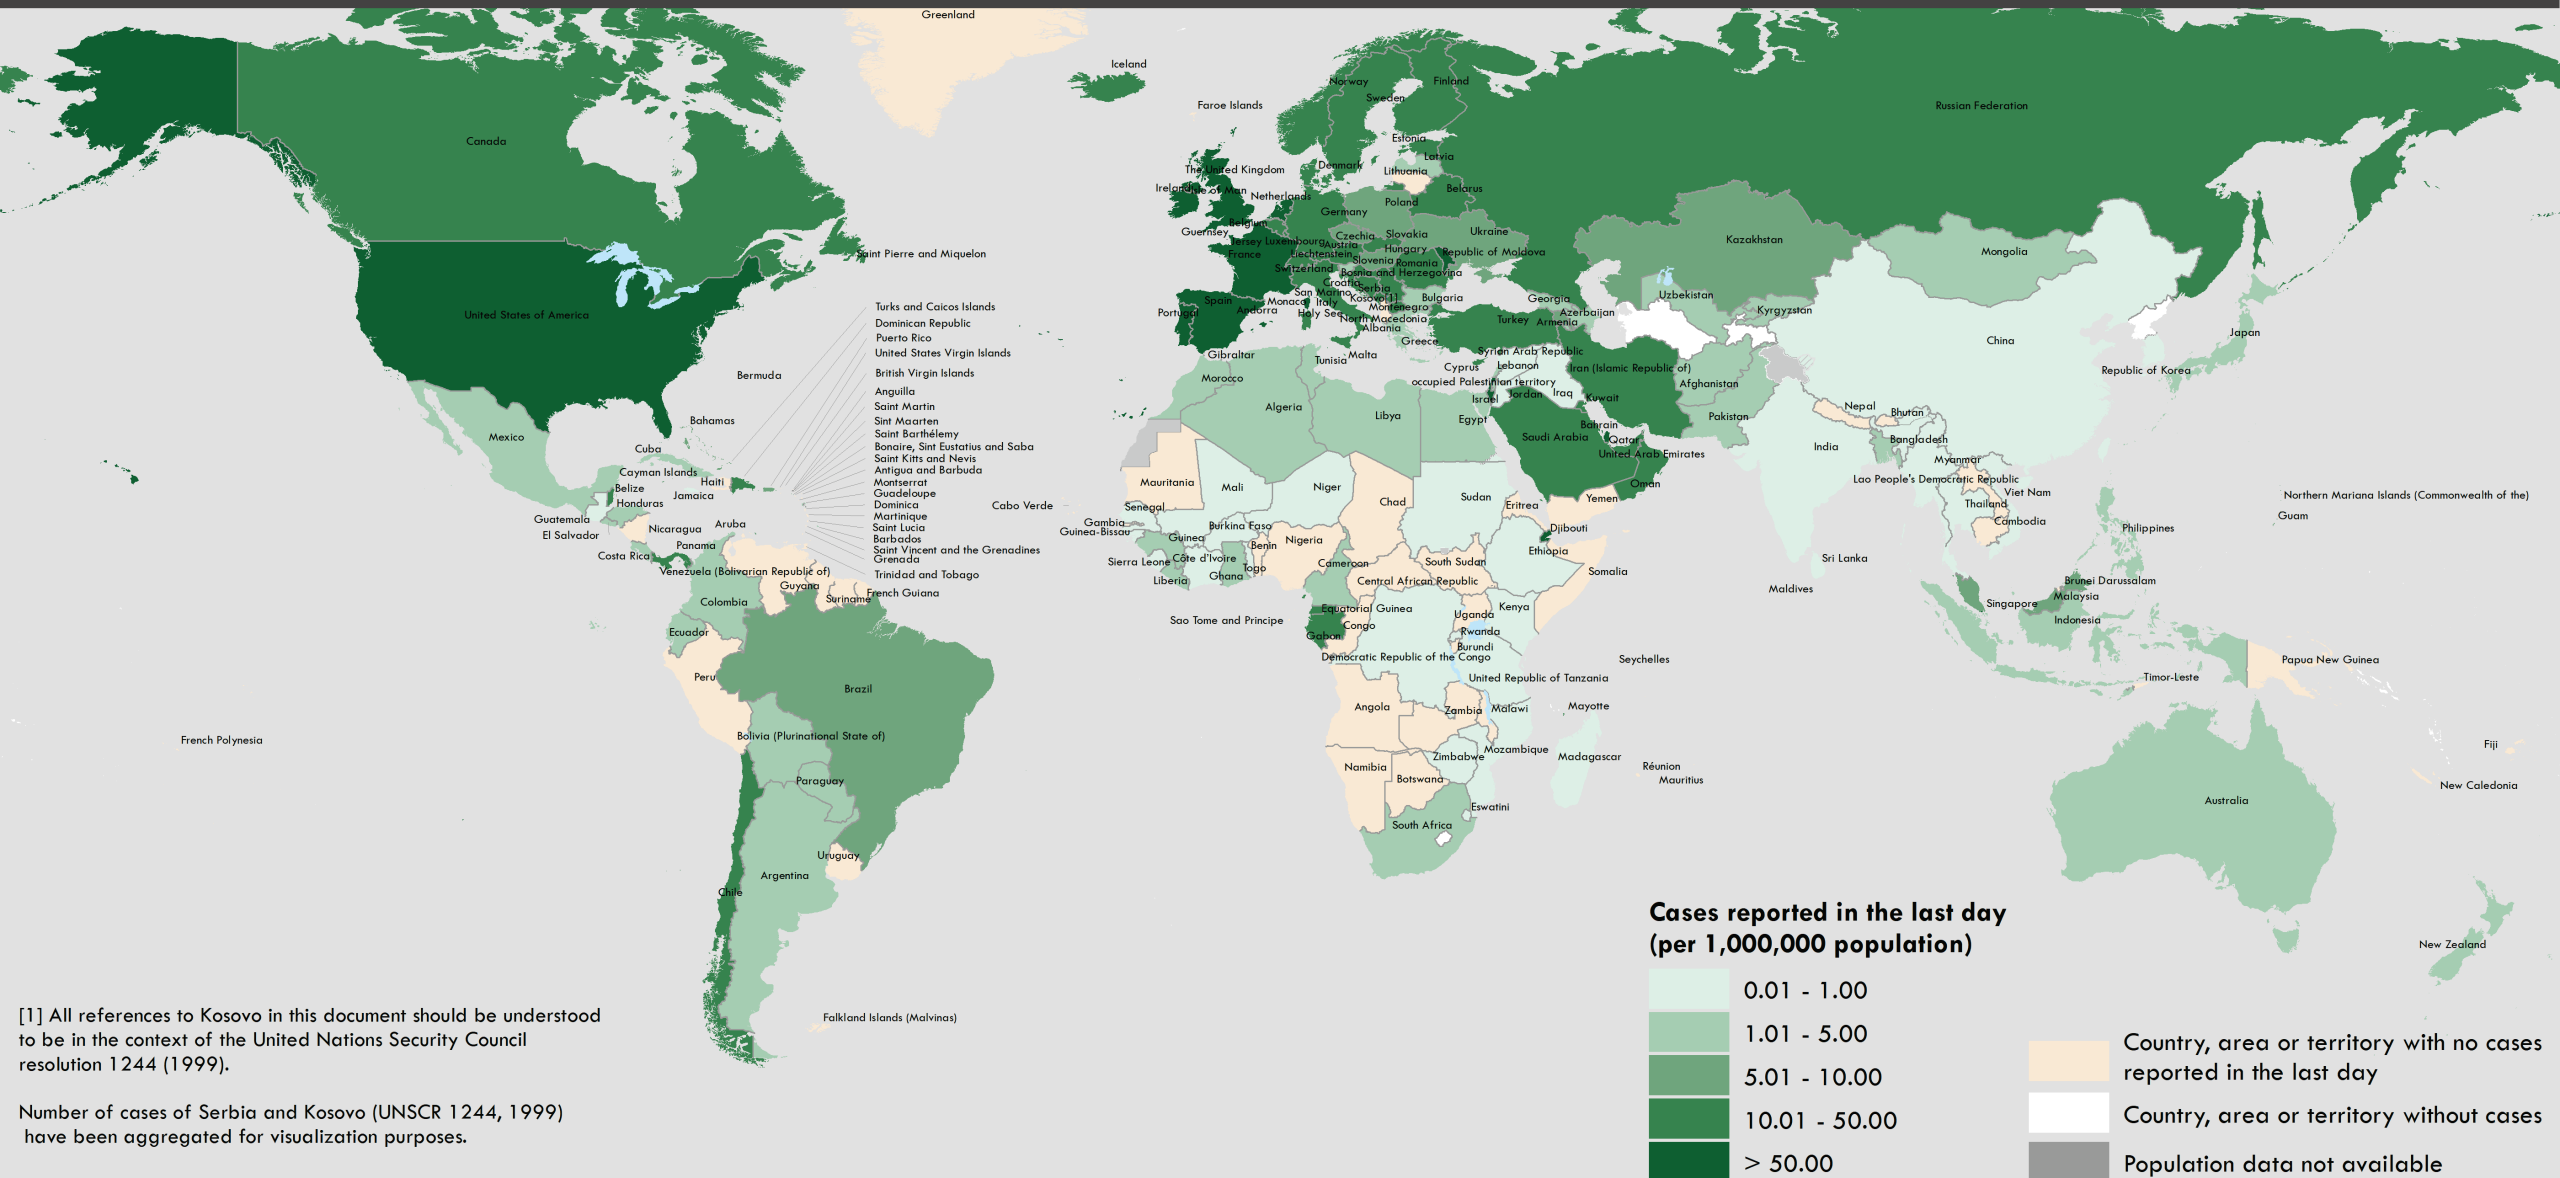 Greenland
Iceland
Faroe Islands
Norway
Finland
Sweden
Russian Federation
Canada
Estonia
Latvia
Denmark
The United Kingdom
Lithuania
Ireland
Isle of Man
Netherlands
Belarus
Poland
Germany
Belgium
Guernsey
Ukraine
Czechia
Slovakia
Jersey
Luxembourg
Austria
Hungary
Republic of Moldova
France
Liechtenstein
Slovenia
Romania
Switzerland
Bosnia and Herzegovina
Croatia
Serbia
San Marino
Kosovo[1]
Bulgaria
Spain
Monaco
Italy
Montenegro
Andorra
Portugal
Holy See
North Macedonia
Albania
Greece
Gibraltar
Tunisia
Malta
Kazakhstan
Mongolia
Saint Pierre and Miquelon
Georgia
Uzbekistan
Azerbaijan
Turkey
Armenia
Kyrgyzstan
Japan
China
Republic of Korea
United States of America
Turks and Caicos Islands
Dominican Republic
Puerto Rico
United States Virgin Islands
British Virgin Islands
Anguilla
Saint Martin
Sint Maarten
Saint Barthélemy
Bonaire, Sint Eustatius and Saba
Saint Kitts and Nevis
Antigua and Barbuda
Montserrat
Guadeloupe
Dominica
Martinique
Saint Lucia
Barbados
Saint Vincent and the Grenadines
Grenada
Trinidad and Tobago
Bermuda
Bahamas
Mexico
Cuba
Cayman Islands
Haiti
Belize
Jamaica
Honduras
Guatemala
El Salvador
Nicaragua
Aruba
Panama
Costa Rica
Venezuela (Bolivarian Republic of)
Guyana
French Guiana
Suriname
Colombia
Ecuador
Peru
Brazil
Bolivia (Plurinational State of)
Paraguay
Uruguay
Argentina
Chile
Falkland Islands (Malvinas)
French Polynesia
Syrian Arab Republic
Cyprus
Lebanon
Iran (Islamic Republic of)
occupied Palestinian territory
Afghanistan
Israel
Jordan
Iraq
Kuwait
Morocco
Algeria
Libya
Egypt
Pakistan
Bahrain
Qatar
Saudi Arabia
United Arab Emirates
Oman
Yemen
Nepal
Bhutan
India
Bangladesh
Myanmar
Lao People's Democratic Republic
Viet Nam
Thailand
Cambodia
Philippines
Northern Mariana Islands (Commonwealth of the)
Guam
Sri Lanka
Maldives
Brunei Darussalam
Malaysia
Singapore
Indonesia
Papua New Guinea
Timor-Leste
Mauritania
Mali
Niger
Chad
Sudan
Eritrea
Cabo Verde
Senegal
Gambia
Guinea-Bissau
Burkina Faso
Djibouti
Guinea
Benin
Nigeria
Ethiopia
Sierra Leone
Côte d'Ivoire
Togo
Cameroon
South Sudan
Liberia
Ghana
Central African Republic
Somalia
Equatorial Guinea
Uganda
Kenya
Sao Tome and Principe
Congo
Gabon
Rwanda
Burundi
Democratic Republic of the Congo
Seychelles
United Republic of Tanzania
Angola
Zambia
Malawi
Mayotte
Mozambique
Zimbabwe
Madagascar
Namibia
Botswana
Réunion
Mauritius
Eswatini
South Africa
Fiji
New Caledonia
Australia
New Zealand
[1] All references to Kosovo in this document should be understood
to be in the context of the United Nations Security Council
resolution 1244 (1999).
Number of cases of Serbia and Kosovo (UNSCR 1244, 1999)
have been aggregated for visualization purposes.
Cases reported in the last day
(per 1,000,000 population)
0.01 - 1.00
1.01 - 5.00
5.01 - 10.00
10.01 - 50.00
> 50.00
Country, area or territory with no cases
reported in the last day
Country, area or territory without cases
Population data not available